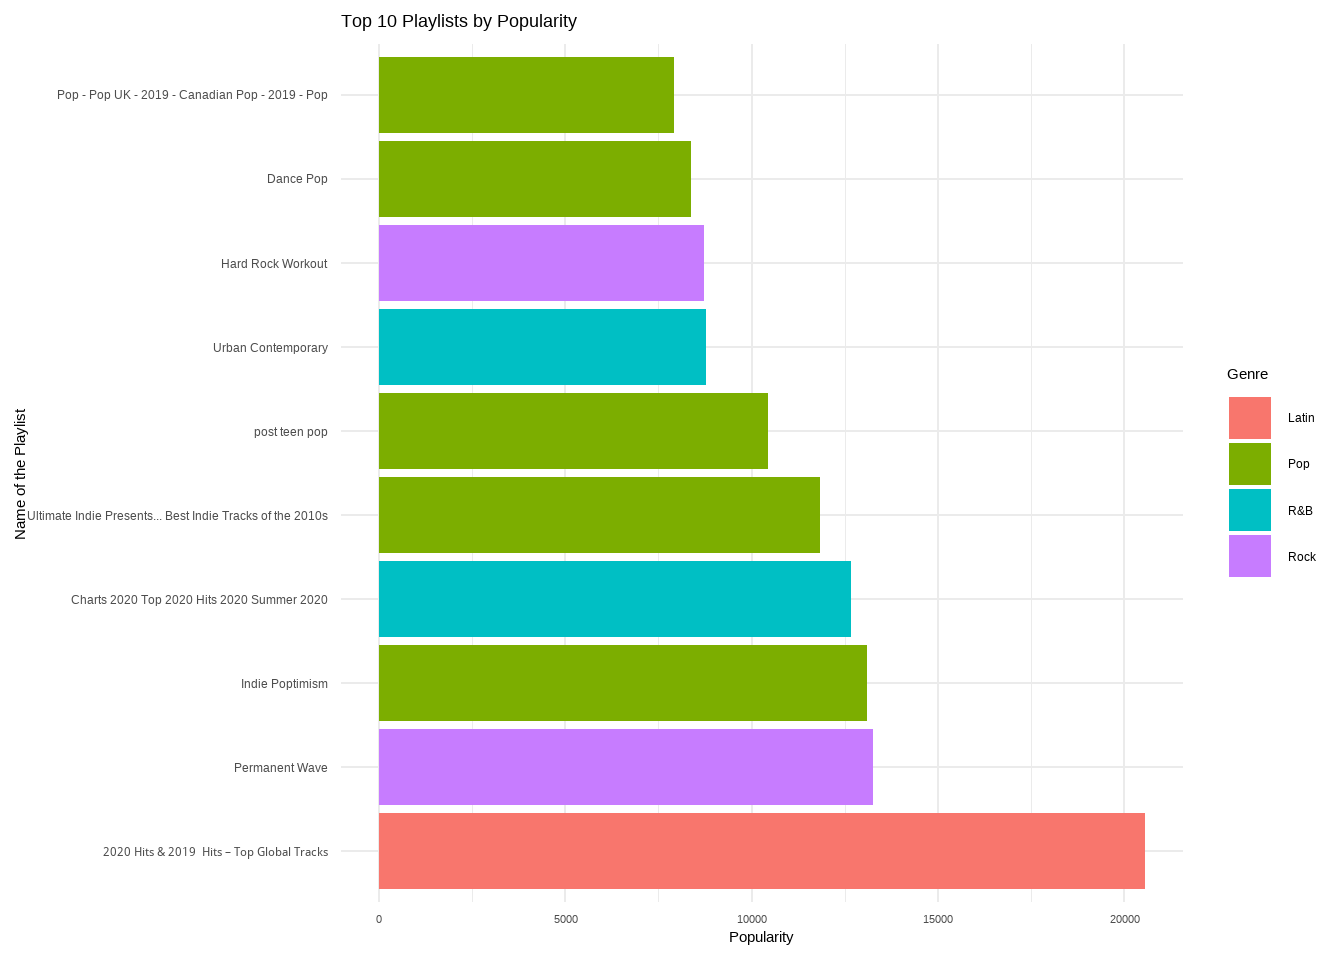 Top 10 Playlists by Popularity
Pop - Pop UK - 2019 - Canadian Pop - 2019 - Pop
Dance Pop
Hard Rock Workout
Urban Contemporary
post teen pop
Ultimate Indie Presents... Best Indie Tracks of the 2010s
Charts 2020 Top 2020 Hits 2020 Summer 2020
Indie Poptimism
Permanent Wave
2020 Hits & 2019  Hits – Top Global Tracks
Name of the Playlist
0 5000 10000 15000 20000
Popularity
Genre
Latin
Pop
R&B
Rock